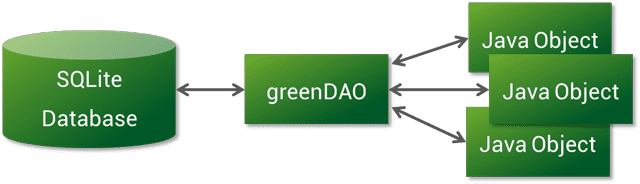 SQLite
Database
greenDAO
Java Object
Java Object
Java Object